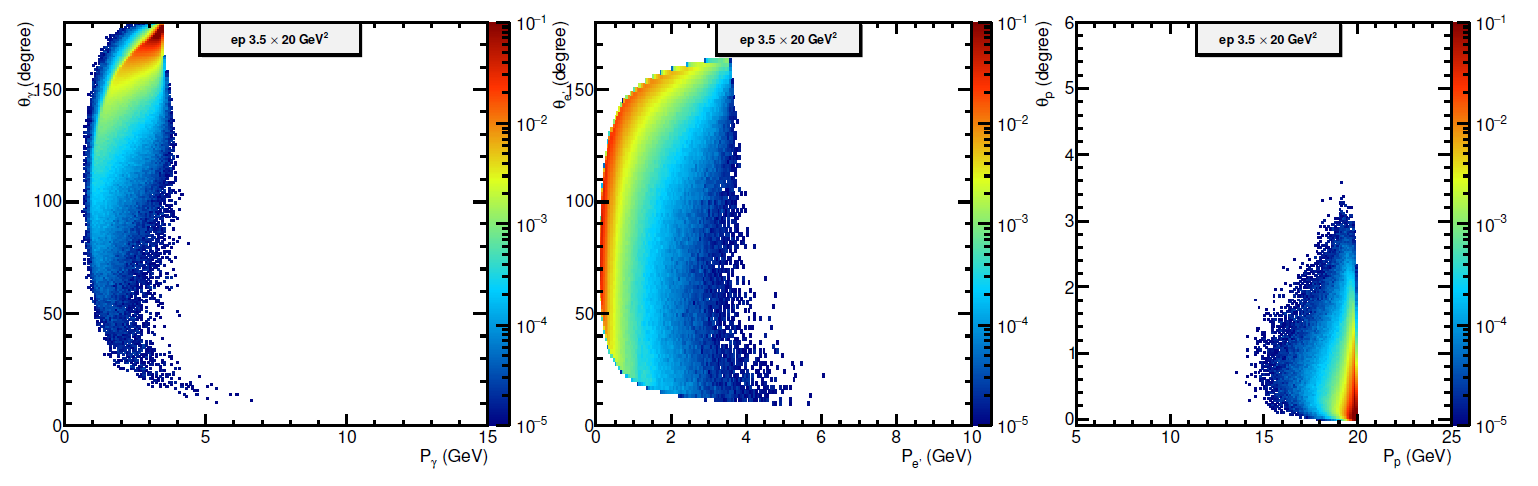 θγ (degree)
150
100
50
0
0 5 10 15
Pγ (GeV)
ep 3.5 × 20 GeV²
10⁻¹
10⁻²
10⁻³
10⁻⁴
10⁻⁵
θe' (degree)
150
100
50
0
0 2 4 6 8 10
Pe' (GeV)
ep 3.5 × 20 GeV²
10⁻¹
10⁻²
10⁻³
10⁻⁴
10⁻⁵
θp (degree)
6
5
4
3
2
1
0
5 10 15 20 25
Pp (GeV)
ep 3.5 × 20 GeV²
10⁻¹
10⁻²
10⁻³
10⁻⁴
10⁻⁵